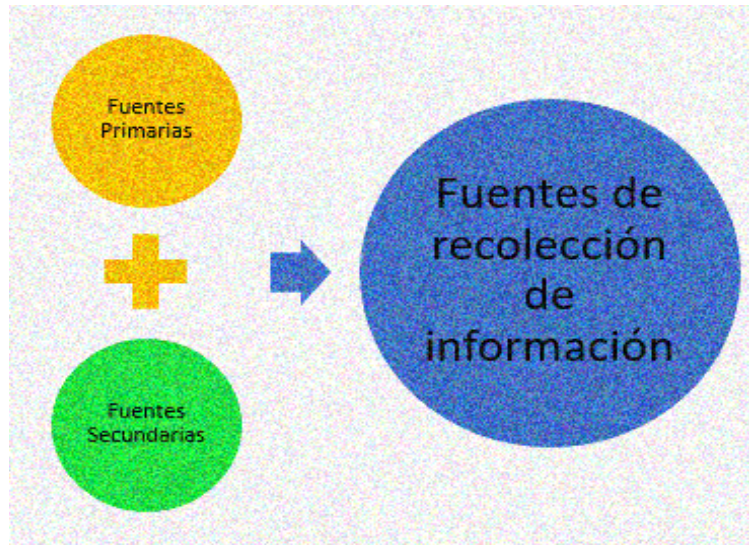 Fuentes
Primarias
Fuentes
Secundarias
Fuentes de
recolección
de
información